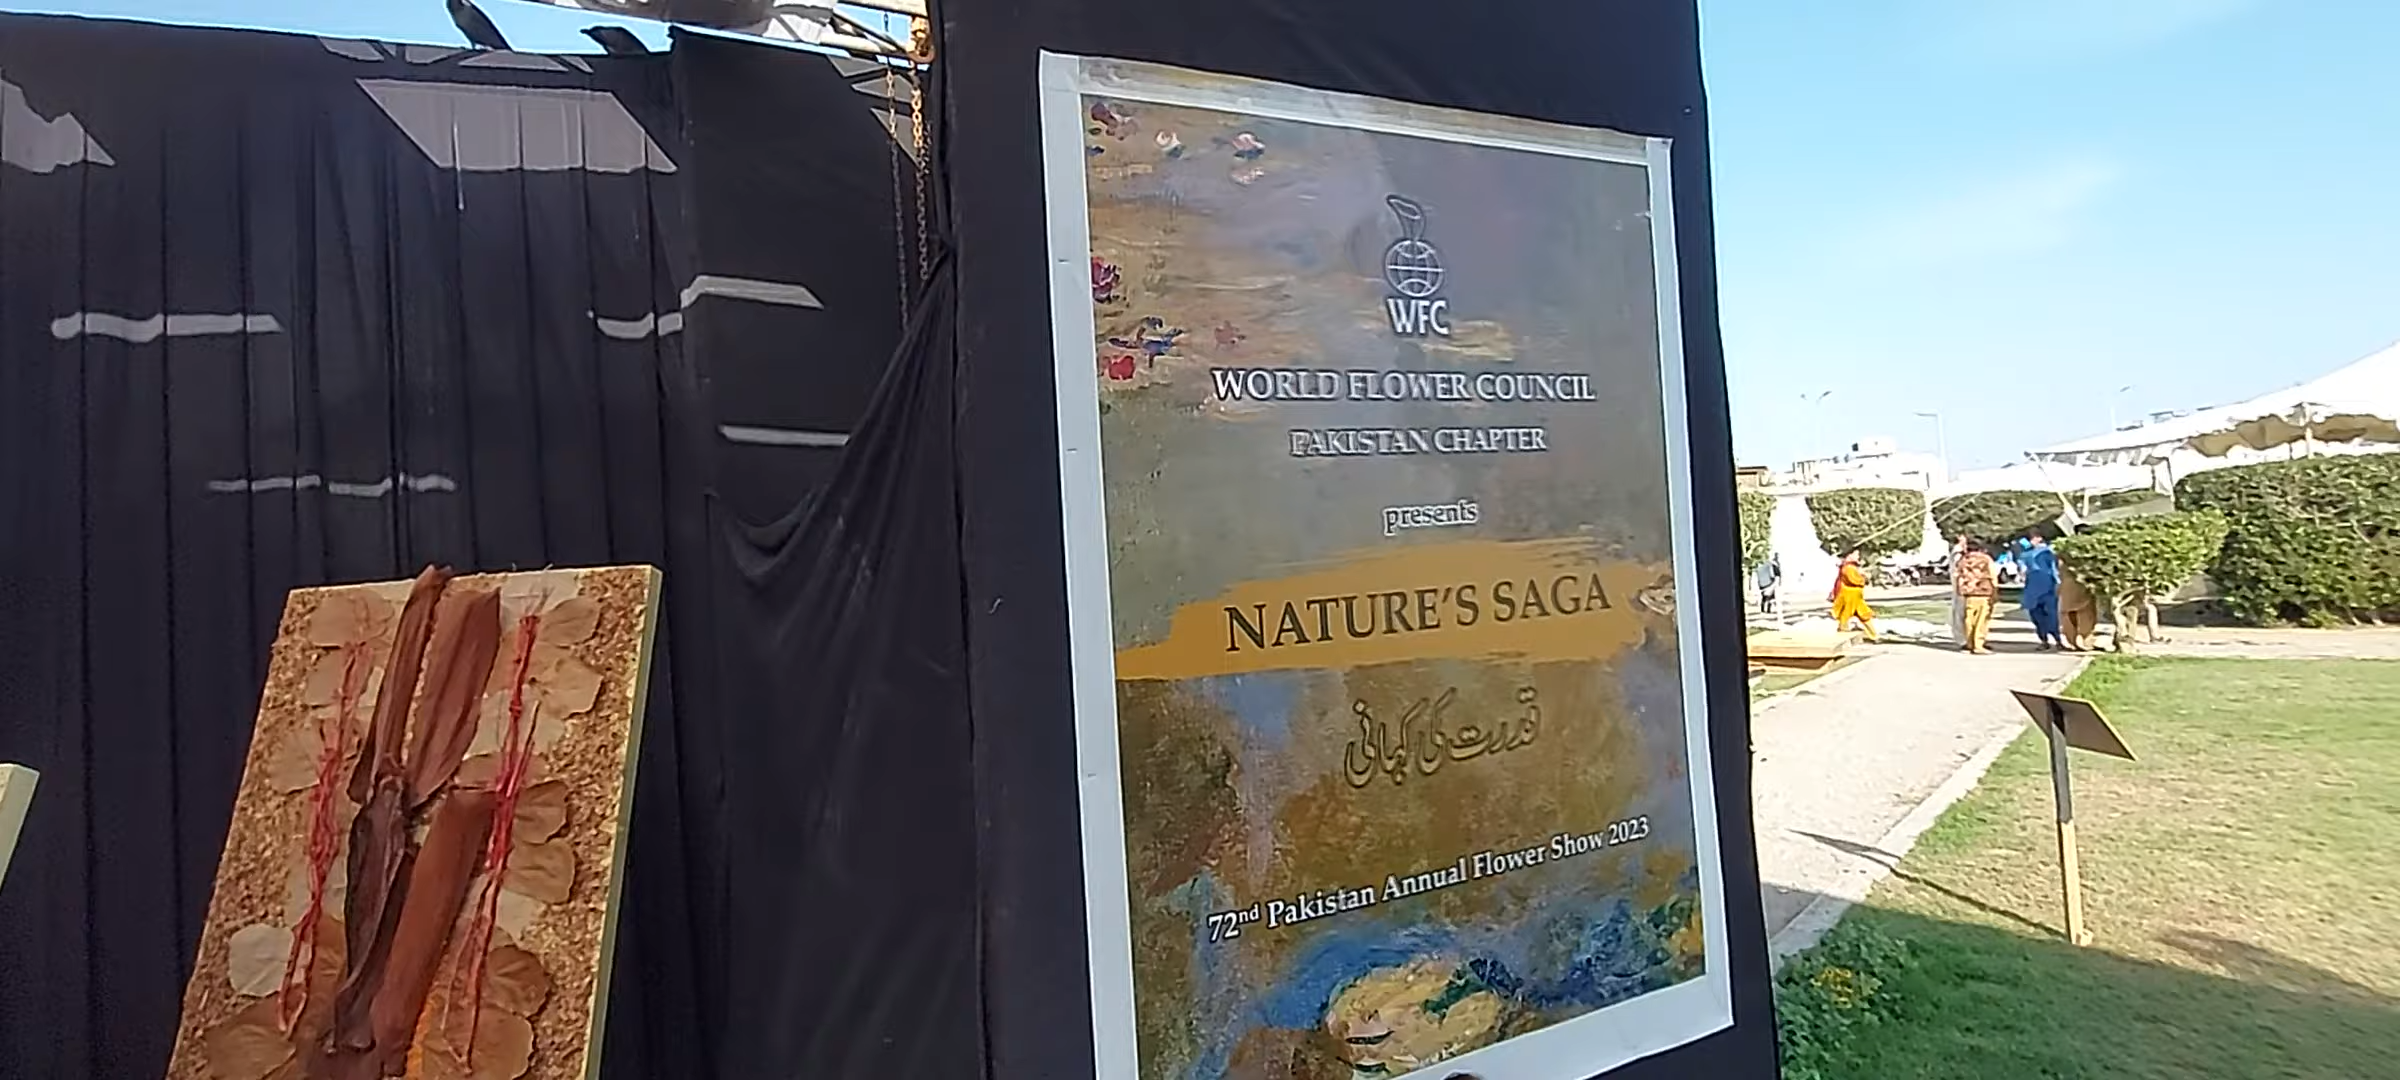 WFC
WORLD FLOWER COUNCIL
PAKISTAN CHAPTER
presents
NATURE'S SAGA
قدرت کی کہانی
72nd Pakistan Annual Flower Show 2023